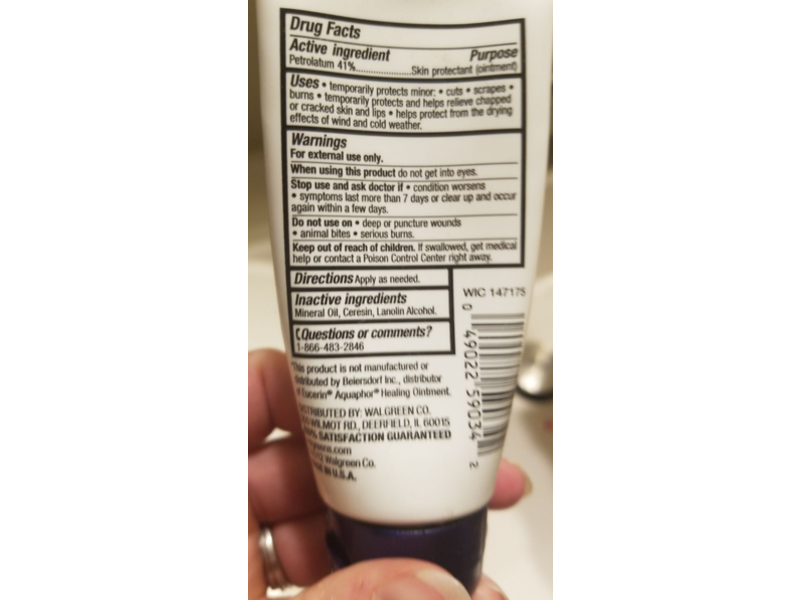 Drug Facts
Active ingredient Purpose
Petrolatum 41%....................Skin protectant (ointment)
Uses • temporarily protects minor: • cuts • scrapes •
burns • temporarily protects and helps relieve chapped
or cracked skin and lips • helps protect from the drying
effects of wind and cold weather.
Warnings
For external use only.
When using this product do not get into eyes.
Stop use and ask doctor if • condition worsens
• symptoms last more than 7 days or clear up and occur
again within a few days.
Do not use on • deep or puncture wounds
• animal bites • serious burns.
Keep out of reach of children. If swallowed, get medical
help or contact a Poison Control Center right away.
Directions Apply as needed.
Inactive ingredients
Mineral Oil, Ceresin, Lanolin Alcohol.
Questions or comments?
1-866-483-2846
This product is not manufactured or
distributed by Beiersdorf Inc., distributor
Eucerin® Aquaphor® Healing Ointment.
DISTRIBUTED BY: WALGREEN CO.
WILMOT RD., DEERFIELD, IL 60015
SATISFACTION GUARANTEED
Walgreen Co.
IN U.S.A.
WIC 147175
0 49022 59034 2